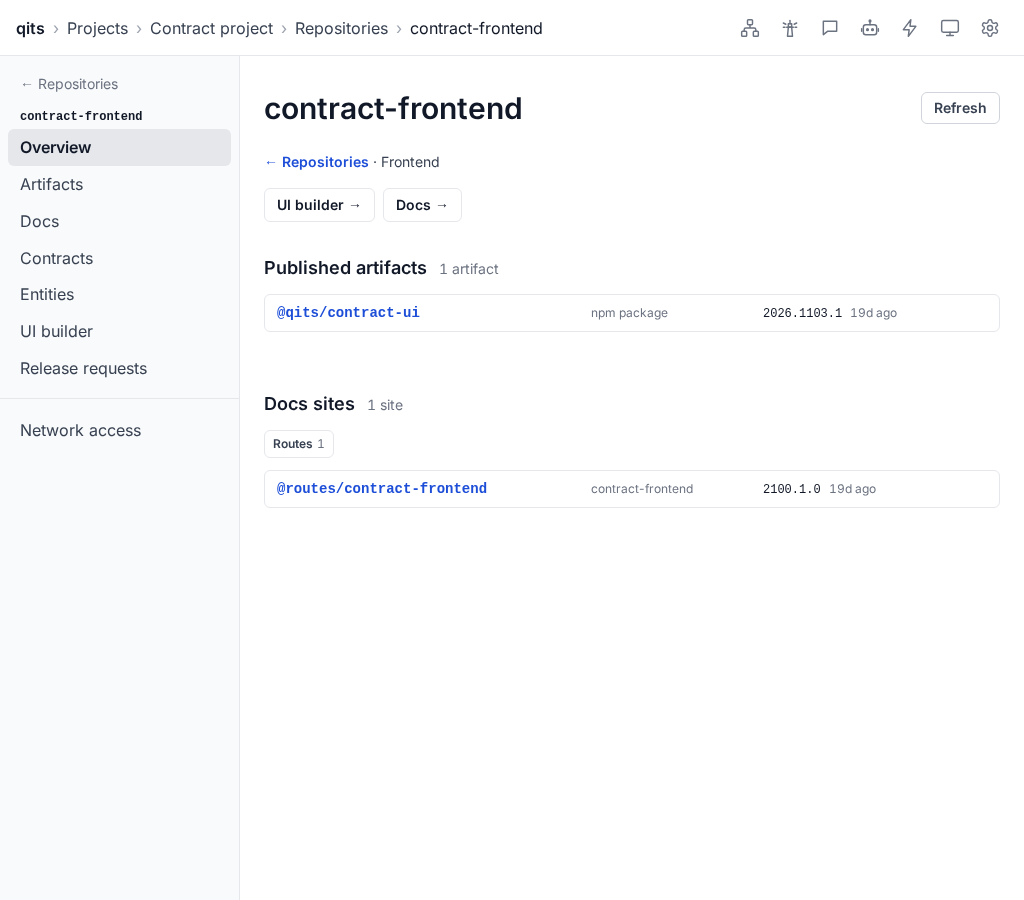 qits › Projects › Contract project › Repositories › contract-frontend
← Repositories
contract-frontend
Overview
Artifacts
Docs
Contracts
Entities
UI builder
Release requests
Network access
contract-frontend
Refresh
← Repositories · Frontend
UI builder →
Docs →
Published artifacts 1 artifact
@qits/contract-ui npm package 2026.1103.1 19d ago
Docs sites 1 site
Routes 1
@routes/contract-frontend contract-frontend 2100.1.0 19d ago